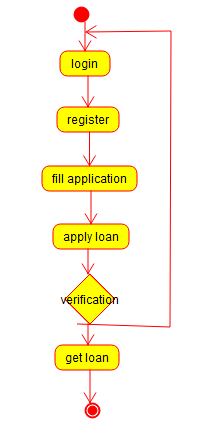 login
register
fill application
apply loan
verification
get loan